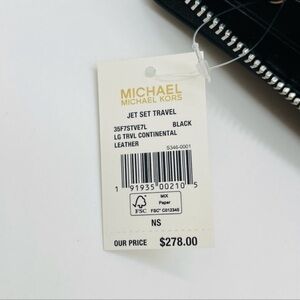 MICHAEL
MICHAEL KORS
JET SET TRAVEL
35F7STVE7L BLACK
LG TRVL CONTINENTAL
LEATHER
S346-0001
1 91935 00210 5
FSC MIX
Paper
FSC® C012345
NS
OUR PRICE $278.00